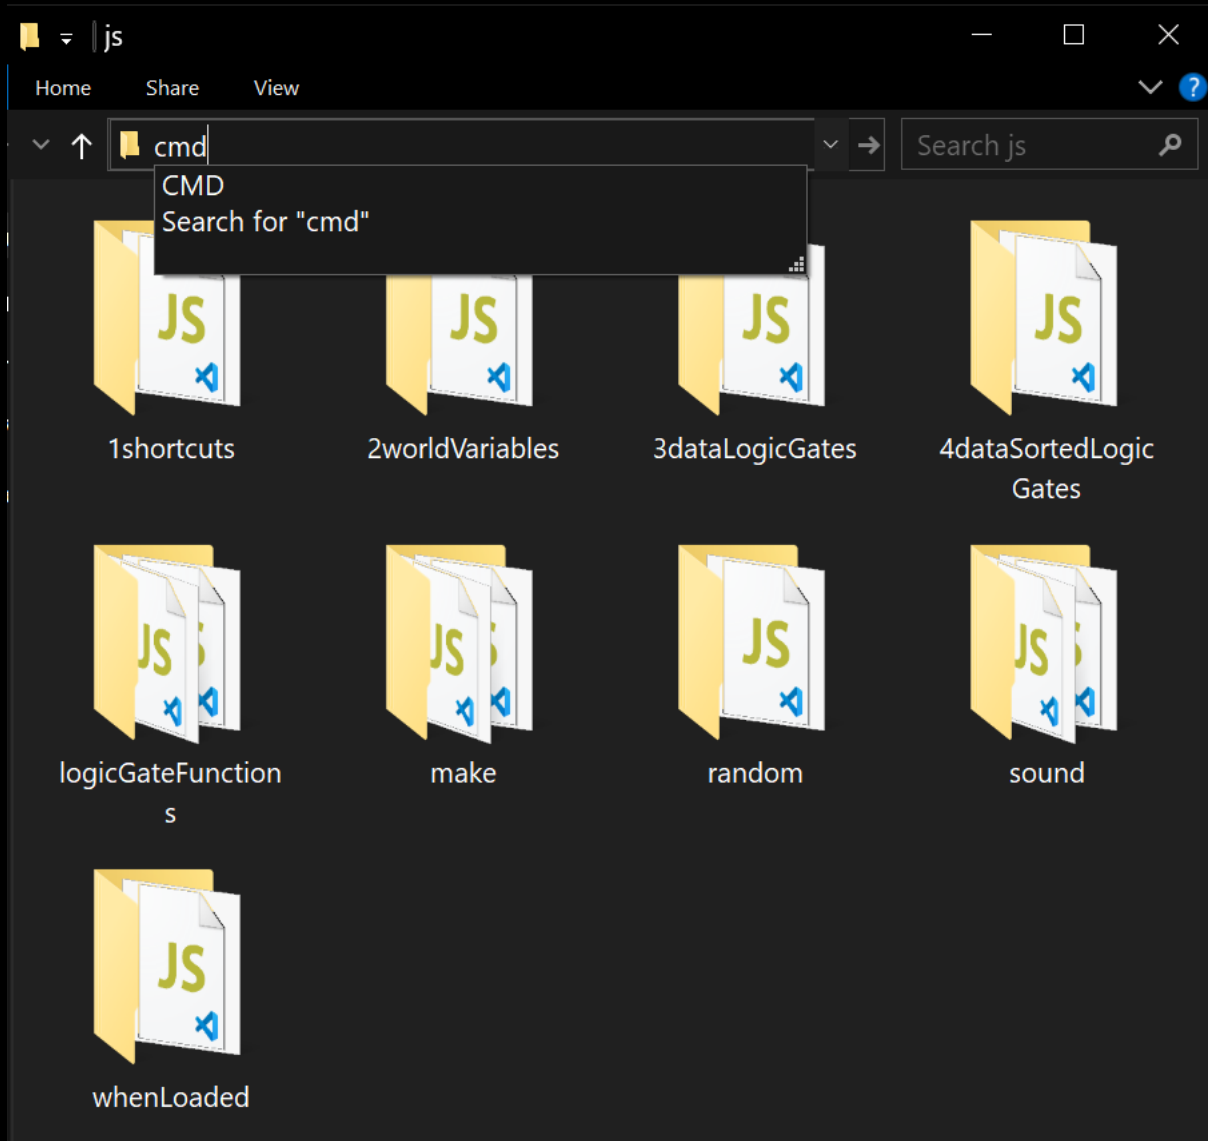 js
Home Share View
?
cmd
Search js
CMD
Search for "cmd"
JS JS JS JS
1shortcuts 2worldVariables 3dataLogicGates 4dataSortedLogic
Gates
JS JS JS JS
logicGateFunction make random sound
s
JS
whenLoaded